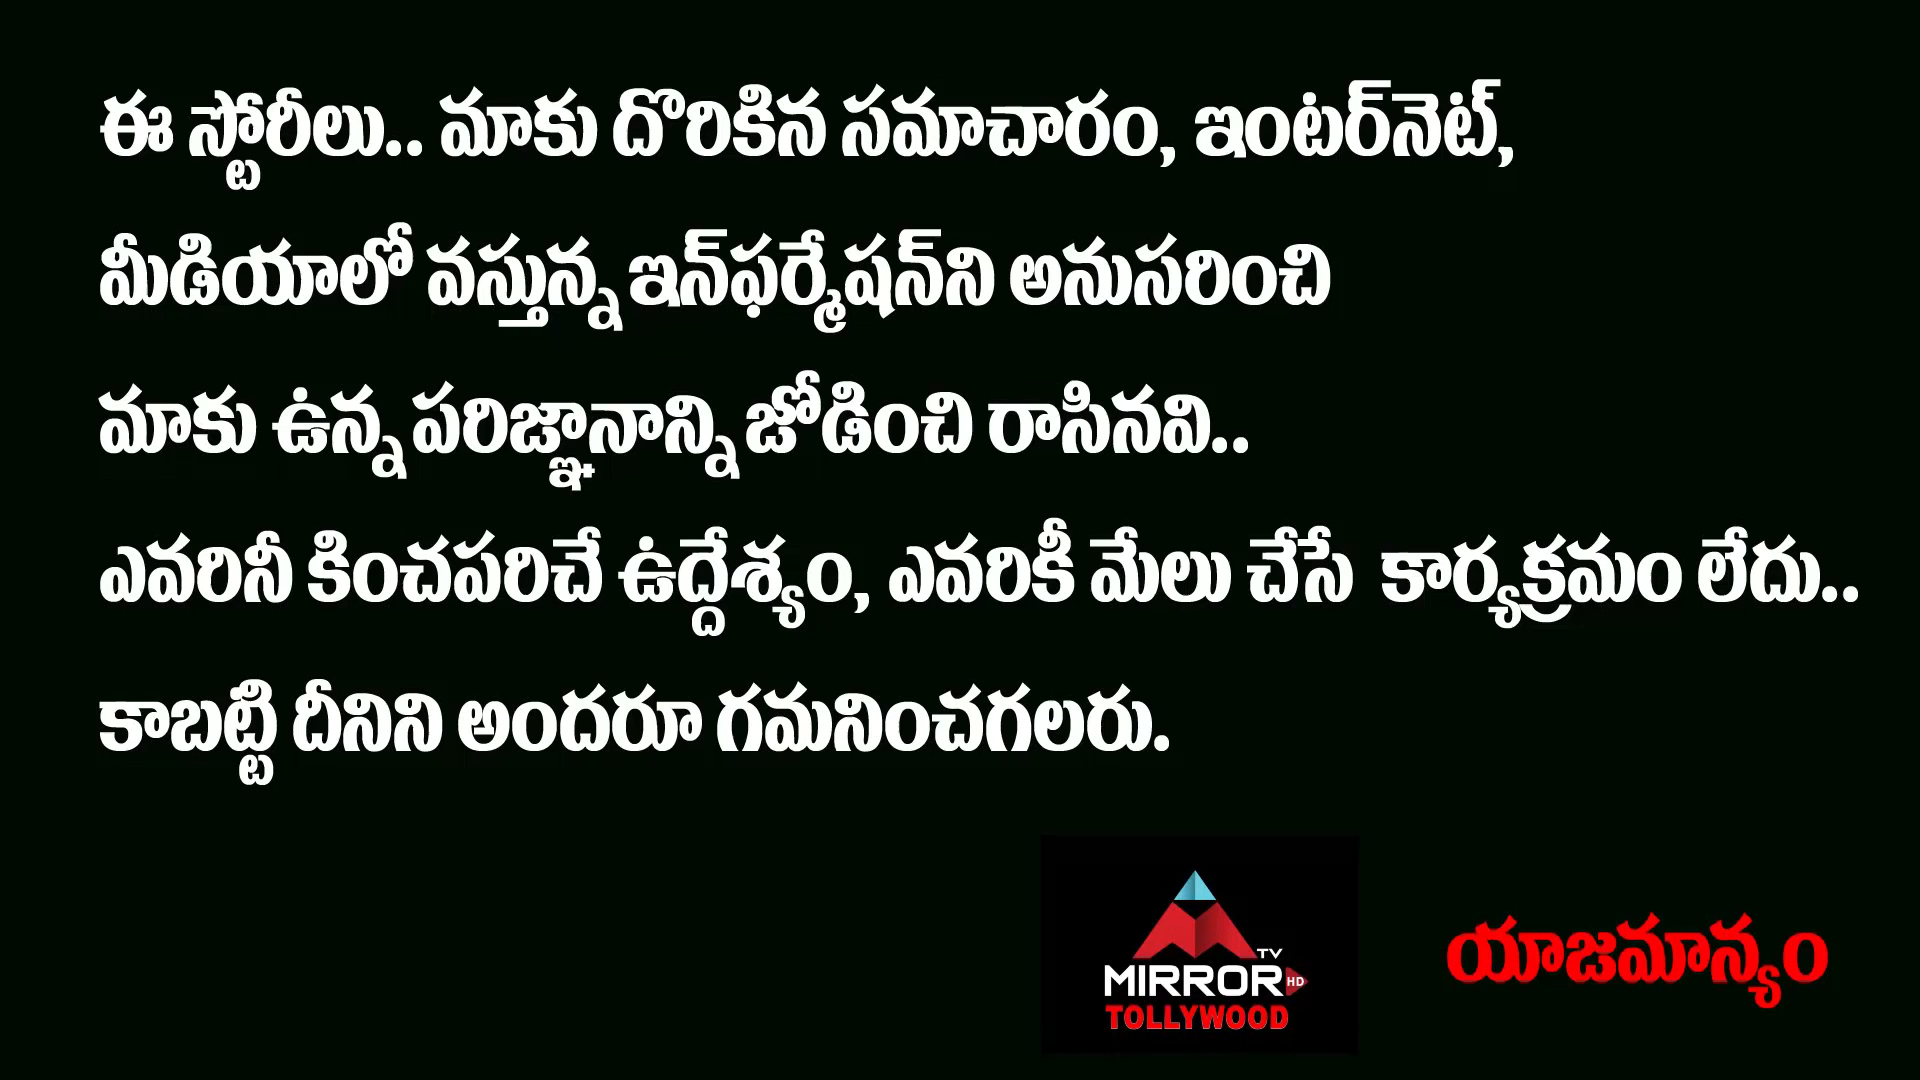 ఈ స్టోరీలు.. మాకు దొరికిన సమాచారం, ఇంటర్‌నెట్,
మీడియాలో వస్తున్న ఇన్‌ఫర్మేషన్‌ని అనుసరించి
మాకు ఉన్న పరిజ్ఞానాన్ని జోడించి రాసినవి..
ఎవరినీ కించపరిచే ఉద్దేశ్యం, ఎవరికీ మేలు చేసే కార్యక్రమం లేదు..
కాబట్టి దీనిని అందరూ గమనించగలరు.
TV
MIRROR HD
TOLLYWOOD
యాజమాన్యం